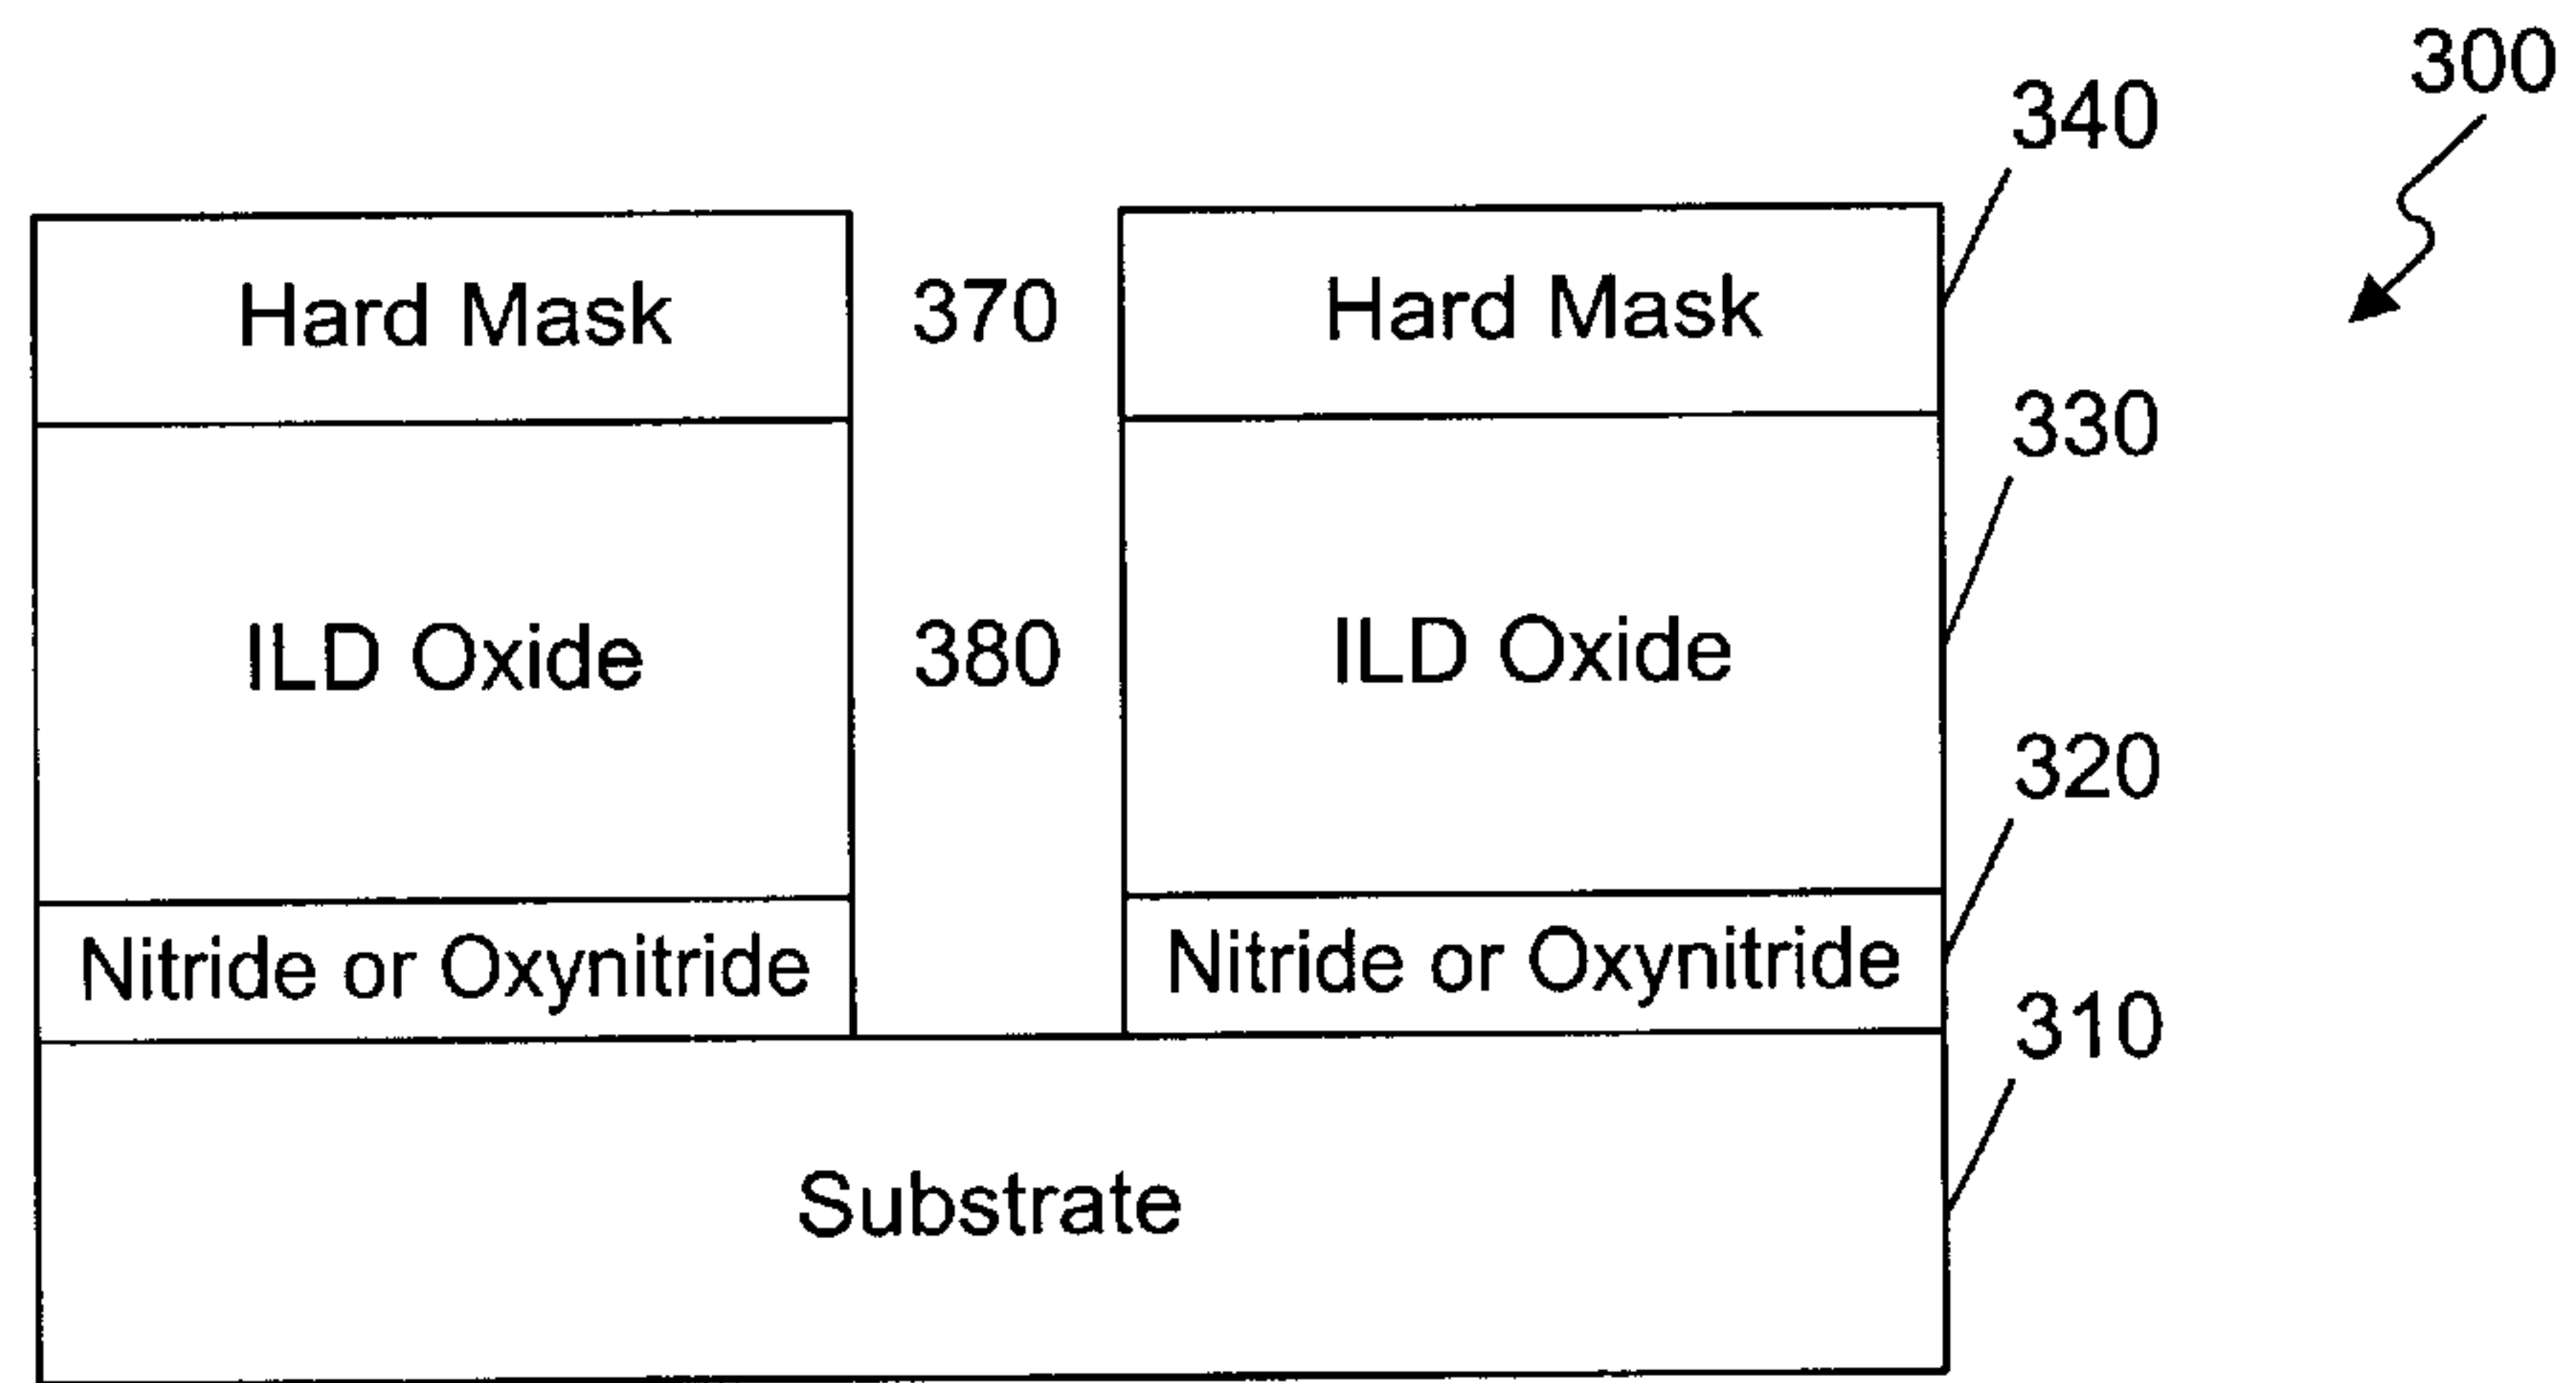 300
340
Hard Mask 370 Hard Mask
330
ILD Oxide 380 ILD Oxide
320
Nitride or Oxynitride Nitride or Oxynitride
310
Substrate